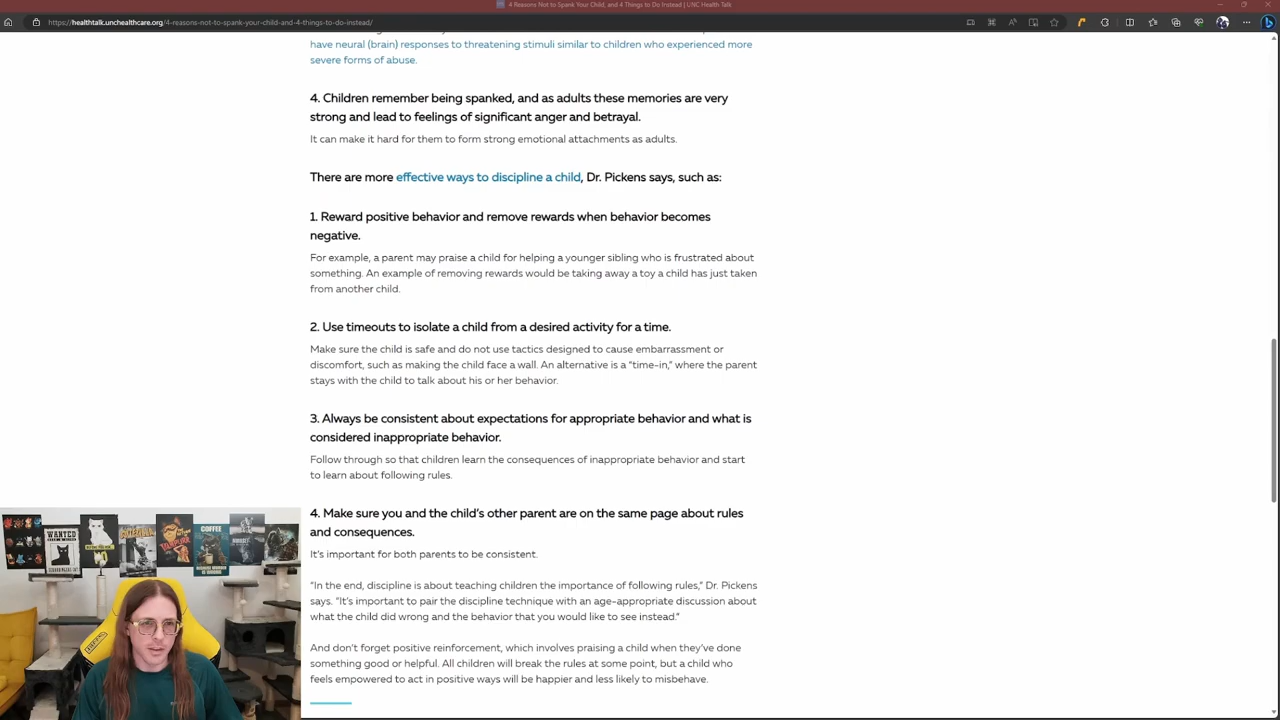 4 Reasons Not to Spank Your Child, and 4 Things to Do Instead | UNC Health Talk
https://healthtalk.unchealthcare.org/4-reasons-not-to-spank-your-child-and-4-things-to-do-instead/
have neural (brain) responses to threatening stimuli similar to children who experienced more
severe forms of abuse.
4. Children remember being spanked, and as adults these memories are very
strong and lead to feelings of significant anger and betrayal.
It can make it hard for them to form strong emotional attachments as adults.
There are more effective ways to discipline a child, Dr. Pickens says, such as:
1. Reward positive behavior and remove rewards when behavior becomes
negative.
For example, a parent may praise a child for helping a younger sibling who is frustrated about
something. An example of removing rewards would be taking away a toy a child has just taken
from another child.
2. Use timeouts to isolate a child from a desired activity for a time.
Make sure the child is safe and do not use tactics designed to cause embarrassment or
discomfort, such as making the child face a wall. An alternative is a “time-in,” where the parent
stays with the child to talk about his or her behavior.
3. Always be consistent about expectations for appropriate behavior and what is
considered inappropriate behavior.
Follow through so that children learn the consequences of inappropriate behavior and start
to learn about following rules.
4. Make sure you and the child’s other parent are on the same page about rules
and consequences.
It’s important for both parents to be consistent.
“In the end, discipline is about teaching children the importance of following rules,” Dr. Pickens
says. “It’s important to pair the discipline technique with an age-appropriate discussion about
what the child did wrong and the behavior that you would like to see instead.”
And don’t forget positive reinforcement, which involves praising a child when they’ve done
something good or helpful. All children will break the rules at some point, but a child who
feels empowered to act in positive ways will be happier and less likely to misbehave.
WANTED
COFFEE